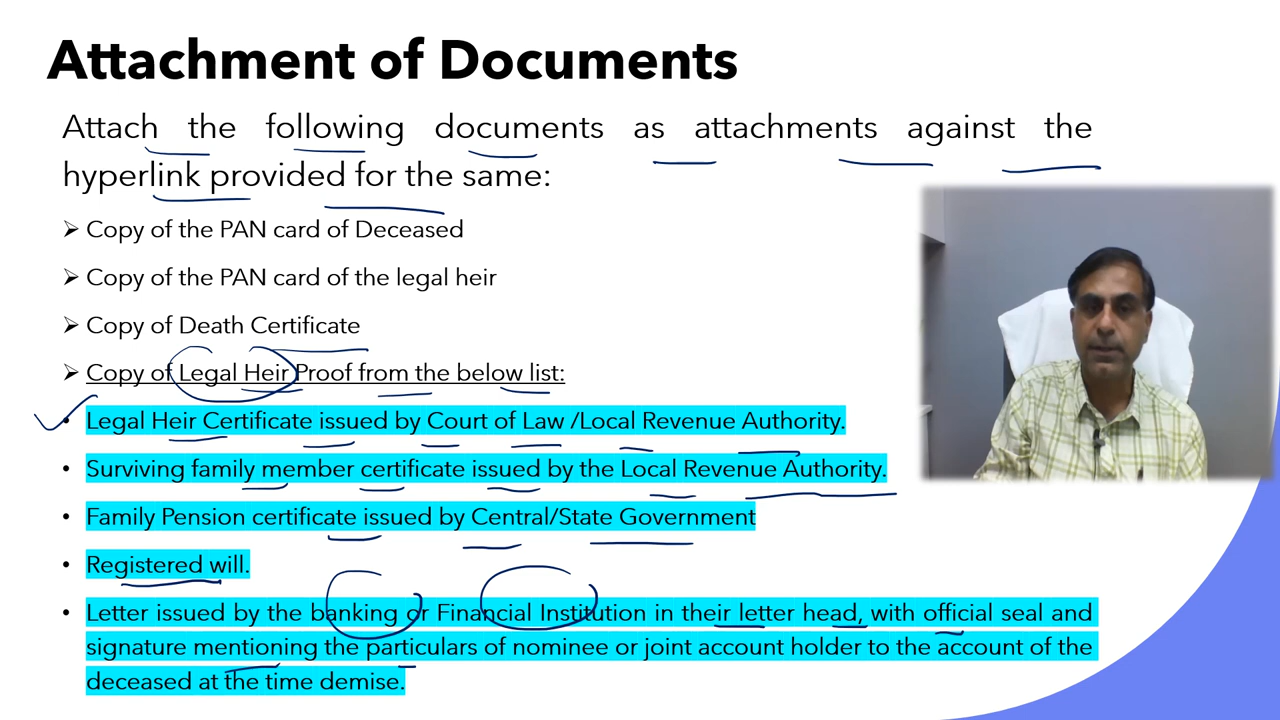 Attachment of Documents
Attach the following documents as attachments against the
hyperlink provided for the same:
➢ Copy of the PAN card of Deceased
➢ Copy of the PAN card of the legal heir
➢ Copy of Death Certificate
➢ Copy of Legal Heir Proof from the below list:
• Legal Heir Certificate issued by Court of Law /Local Revenue Authority.
• Surviving family member certificate issued by the Local Revenue Authority.
• Family Pension certificate issued by Central/State Government
• Registered will.
• Letter issued by the banking or Financial Institution in their letter head, with official seal and
signature mentioning the particulars of nominee or joint account holder to the account of the
deceased at the time demise.